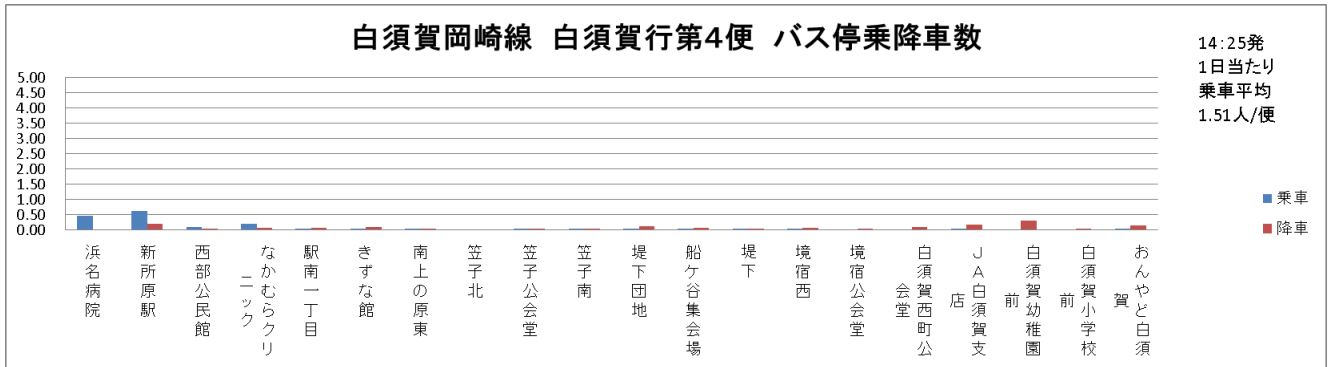 白須賀岡崎線 白須賀行第4便 バス停乗降車数
14:25発
1日当たり
乗車平均
1.51人/便
5.00
4.50
4.00
3.50
3.00
2.50
2.00
1.50
1.00
0.50
0.00
乗車
降車
浜名病院
新所原駅
西部公民館
なかむらクリ
ニック
駅南一丁目
きずな館
南上の原東
笠子北
笠子公会堂
笠子南
堤下団地
船ケ谷集会場
堤下
境宿西
境宿公会堂
白須賀西町公
会堂
JA白須賀支
店
白須賀幼稚園
前
白須賀小学校
前
おんやど白須
賀